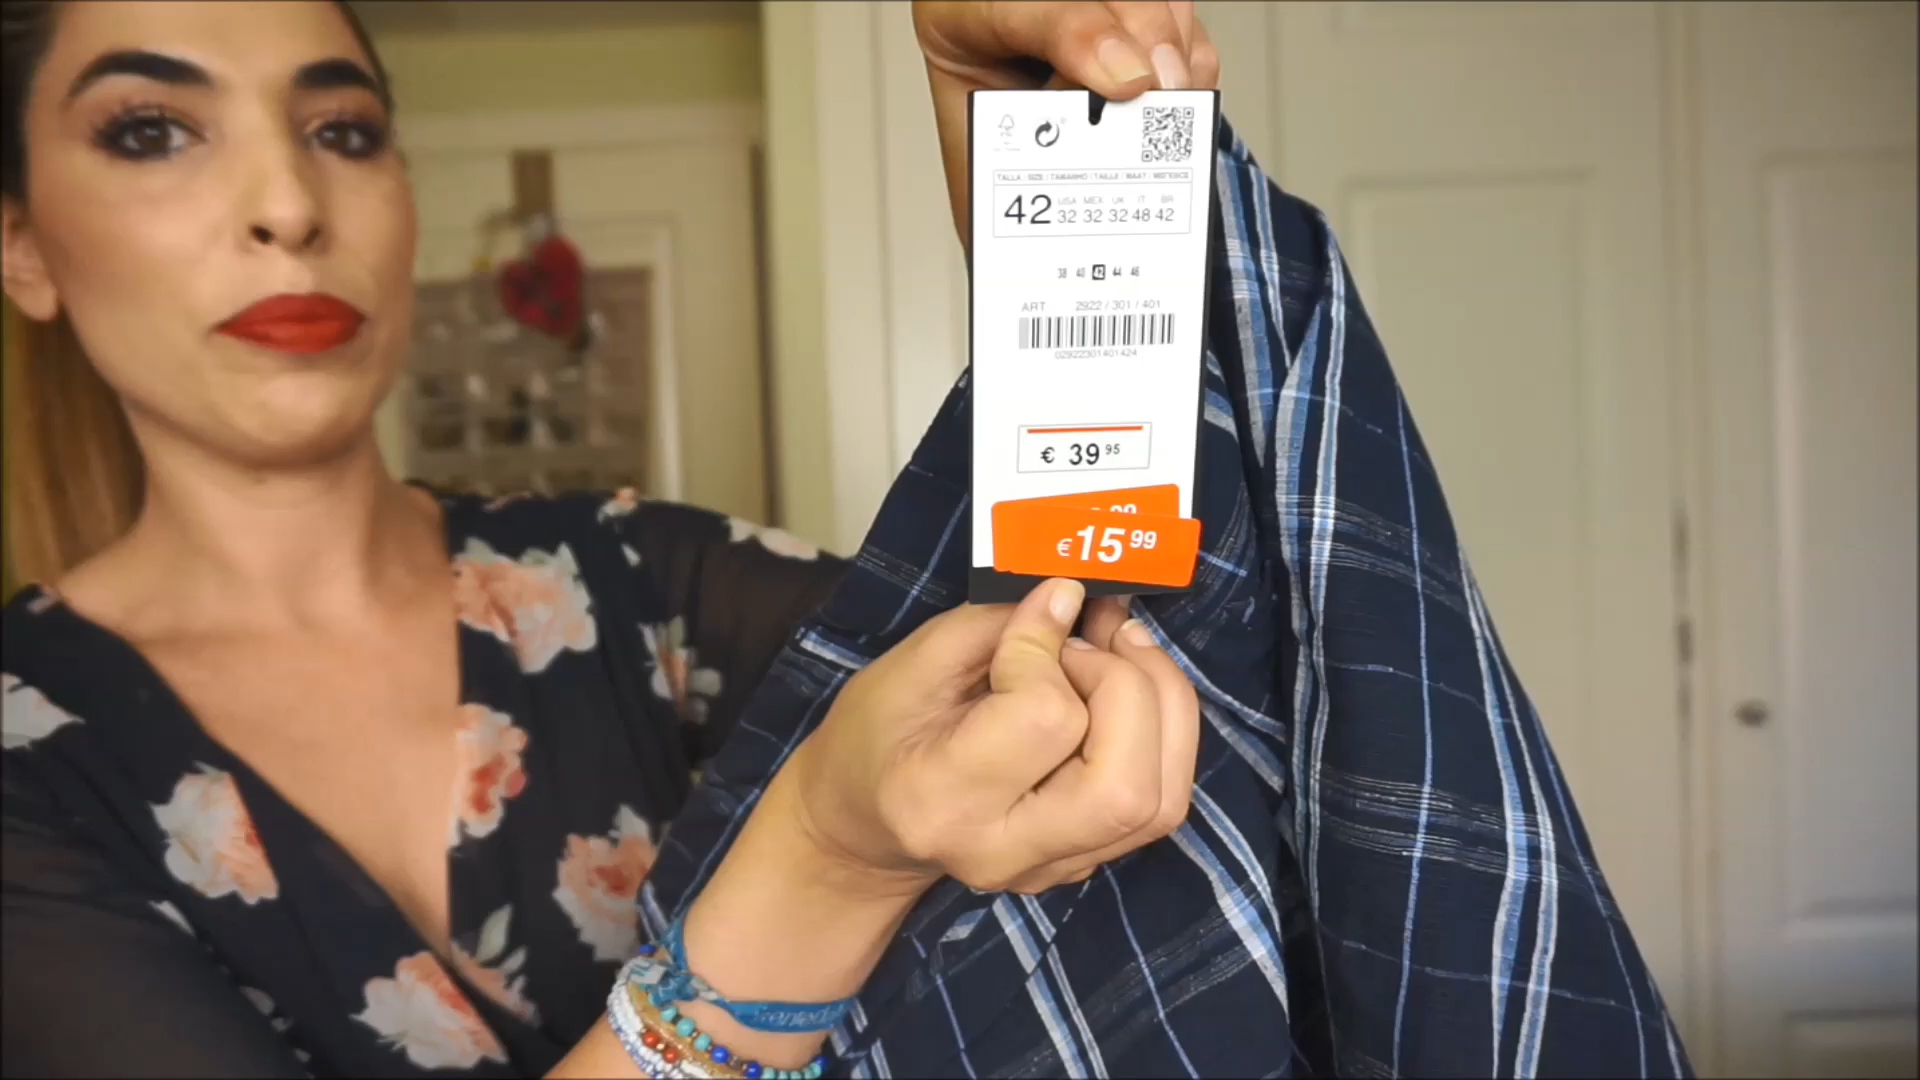 TALLA / SIZE / TAMANHO / TAILLE / MAAT /
42 USA MEX UK IT BR
32 32 32 48 42
38 40 42 44 46
ART 2922 / 301 / 401
02922301401424
€ 39 95
€15 99